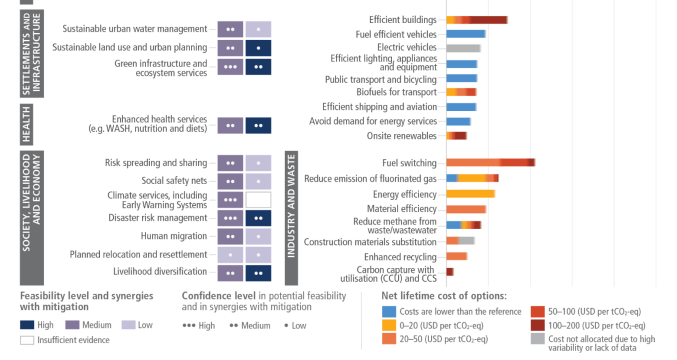 SETTLEMENTS AND
INFRASTRUCTURE
Sustainable urban water management
Sustainable land use and urban planning
Green infrastructure and
ecosystem services
HEALTH
Enhanced health services
(e.g. WASH, nutrition and diets)
SOCIETY, LIVELIHOOD
AND ECONOMY
Risk spreading and sharing
Social safety nets
Climate services, including
Early Warning Systems
Disaster risk management
Human migration
Planned relocation and resettlement
Livelihood diversification
Efficient buildings
Fuel efficient vehicles
Electric vehicles
Efficient lighting, appliances
and equipment
Public transport and bicycling
Biofuels for transport
Efficient shipping and aviation
Avoid demand for energy services
Onsite renewables
INDUSTRY AND WASTE
Fuel switching
Reduce emission of fluorinated gas
Energy efficiency
Material efficiency
Reduce methane from
waste/wastewater
Construction materials substitution
Enhanced recycling
Carbon capture with
utilisation (CCU) and CCS
Feasibility level and synergies
with mitigation
High
Medium
Low
Insufficient evidence
Confidence level in potential feasibility
and in synergies with mitigation
••• High •• Medium • Low
Net lifetime cost of options:
Costs are lower than the reference
0–20 (USD per tCO₂-eq)
20–50 (USD per tCO₂-eq)
50–100 (USD per tCO₂-eq)
100–200 (USD per tCO₂-eq)
Cost not allocated due to high
variability or lack of data